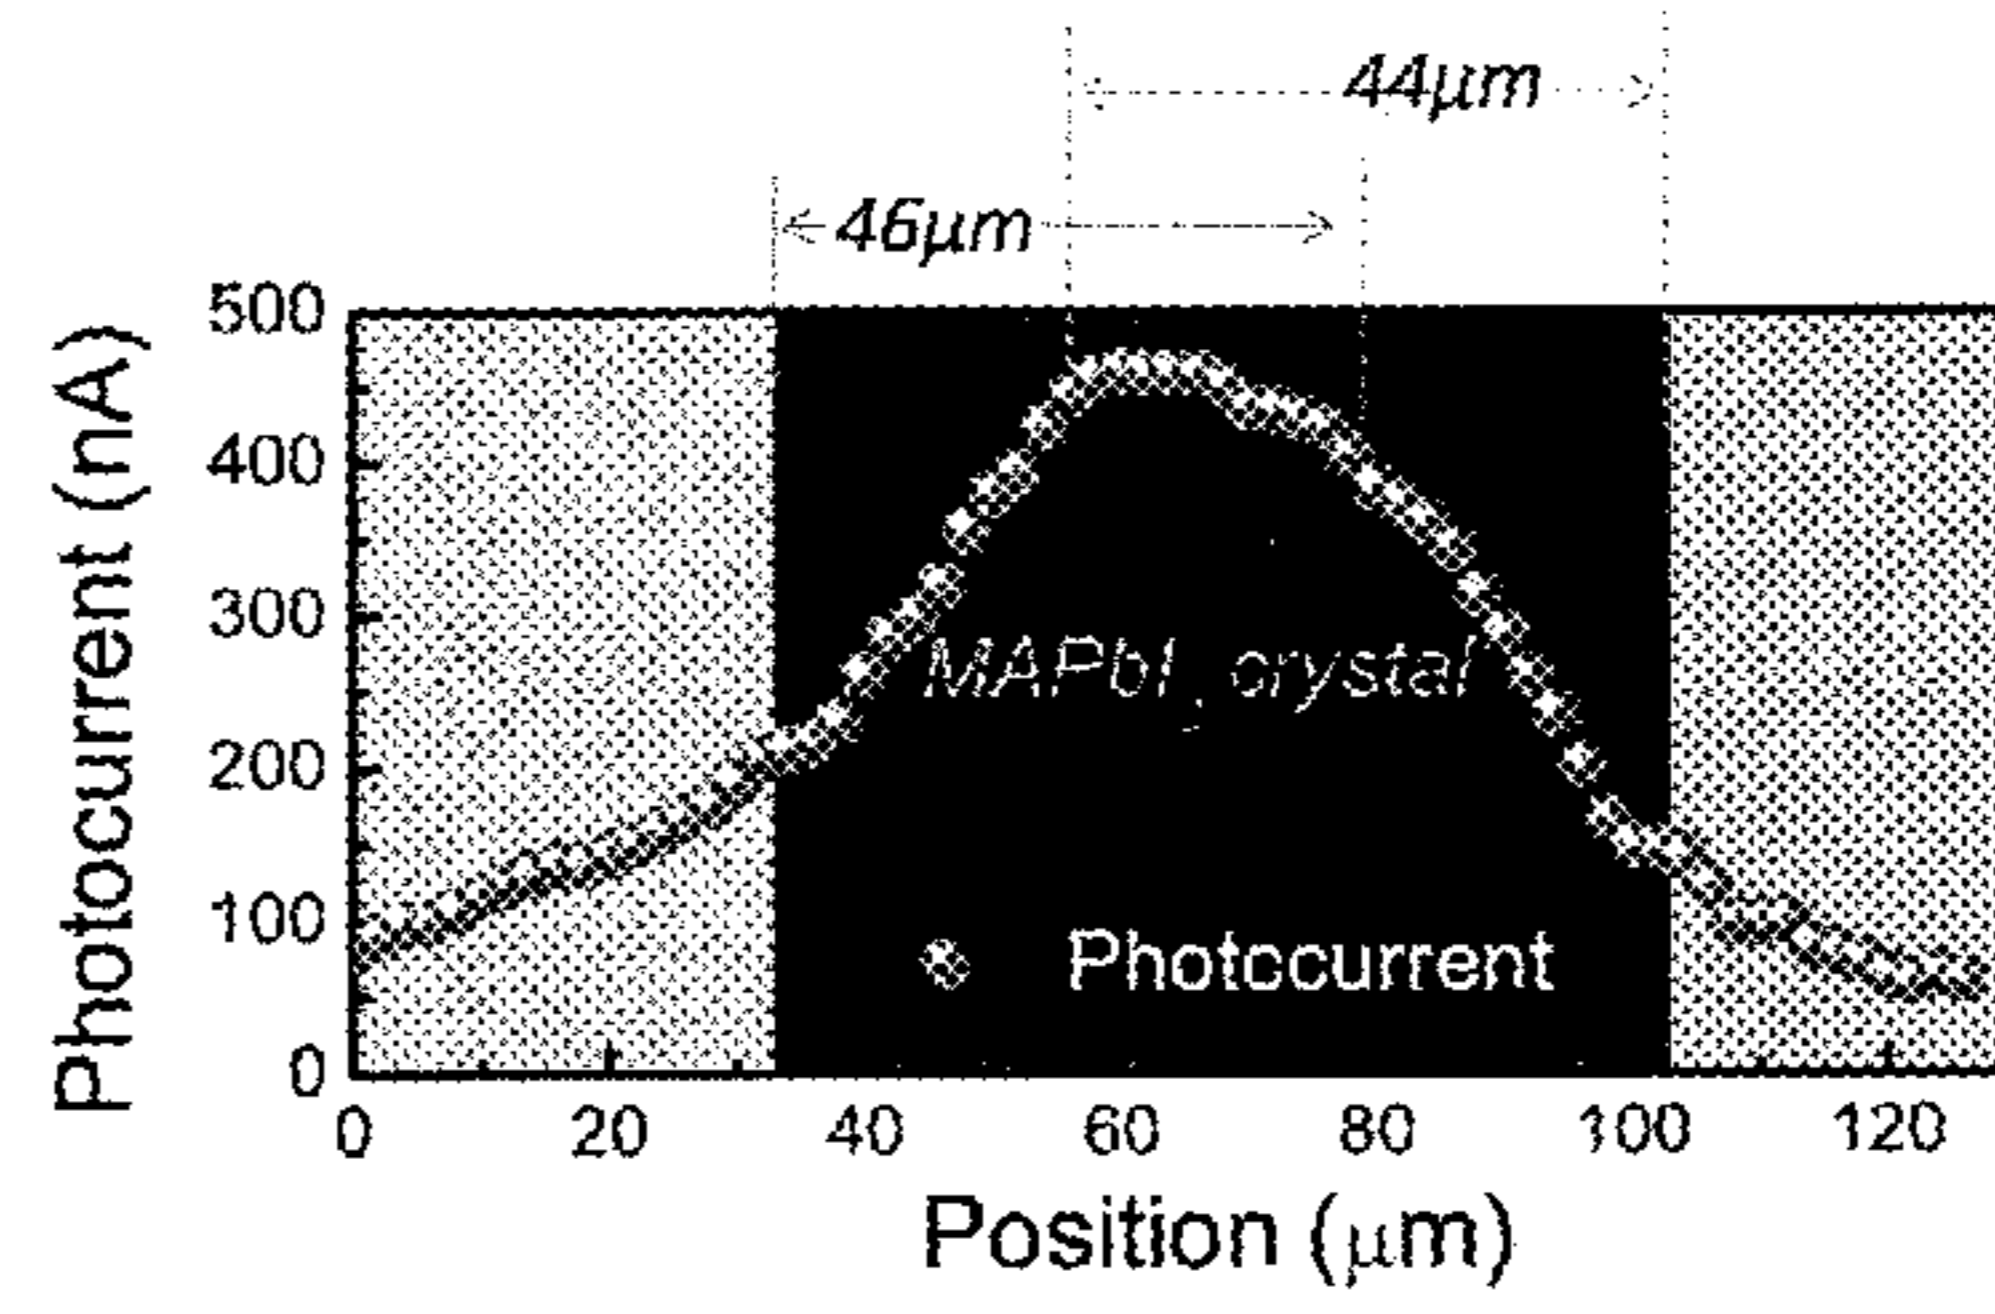 44μm
46μm
500
400
300
200
100
0
Photocurrent (nA)
MAPbI3 crystal
Photocurrent
0 20 40 60 80 100 120
Position (μm)